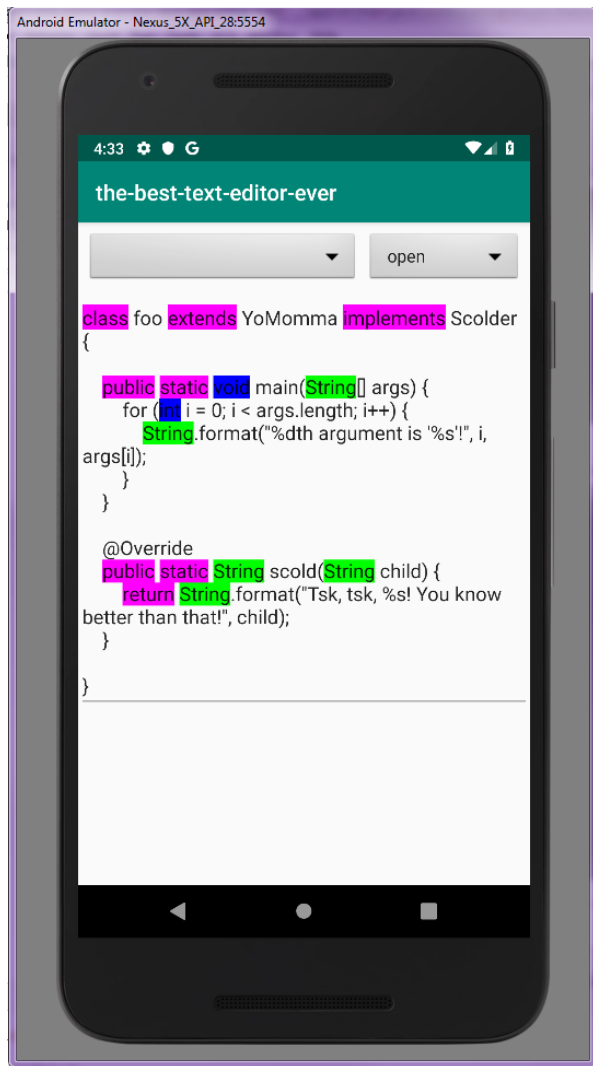 Android Emulator - Nexus_5X_API_28:5554
4:33 G
the-best-text-editor-ever
open
class foo extends YoMomma implements Scolder
{
public static void main(String[] args) {
for (int i = 0; i < args.length; i++) {
String.format("%dth argument is '%s'!", i,
args[i]);
}
}
@Override
public static String scold(String child) {
return String.format("Tsk, tsk, %s! You know
better than that!", child);
}
}